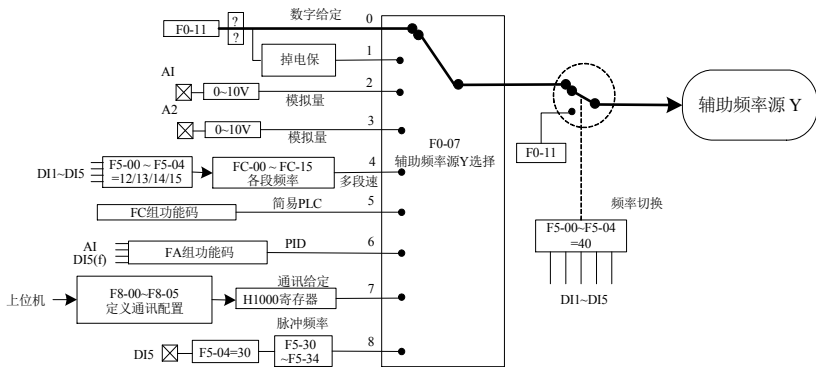 数字给定 0
F0-11
?
?
掉电保
1
AI
0~10V
模拟量
2
A2
0~10V
模拟量
3
DI1~DI5
F5-00 ~ F5-04
=12/13/14/15
FC-00 ~ FC-15
各段频率
多段速
4
FC组功能码
简易PLC
5
AI
DI5(f)
FA组功能码
PID
6
上位机
F8-00~F8-05
定义通讯配置
通讯给定
H1000寄存器
7
脉冲频率
DI5
F5-04=30
F5-30
~F5-34
8
F0-07
辅助频率源Y选择
F0-11
辅助频率源 Y
频率切换
F5-00~F5-04
=40
DI1~DI5